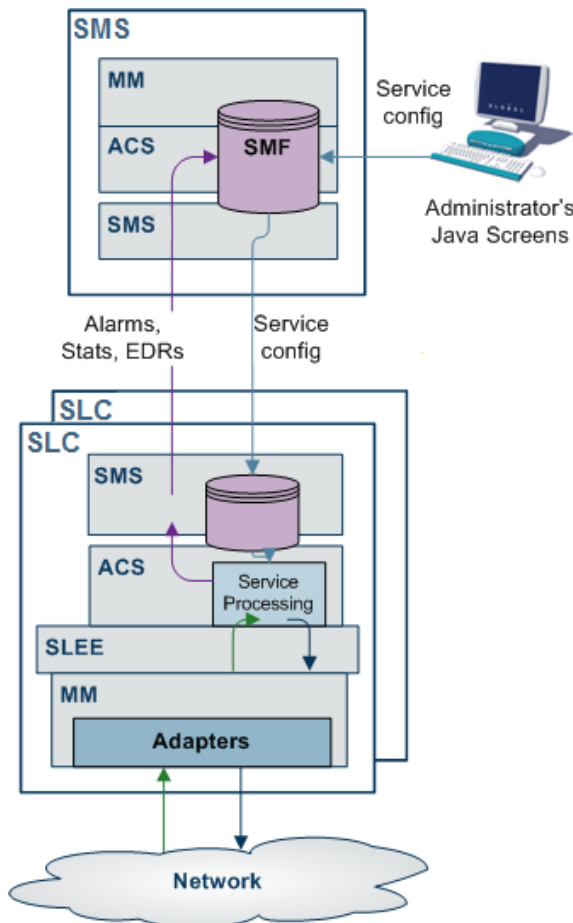 SMS
MM
ACS
SMF
SMS
Service
config
GLOBAL
Administrator's
Java Screens
Alarms,
Stats, EDRs
Service
config
SLC
SLC
SMS
ACS
Service
Processing
SLEE
MM
Adapters
Network